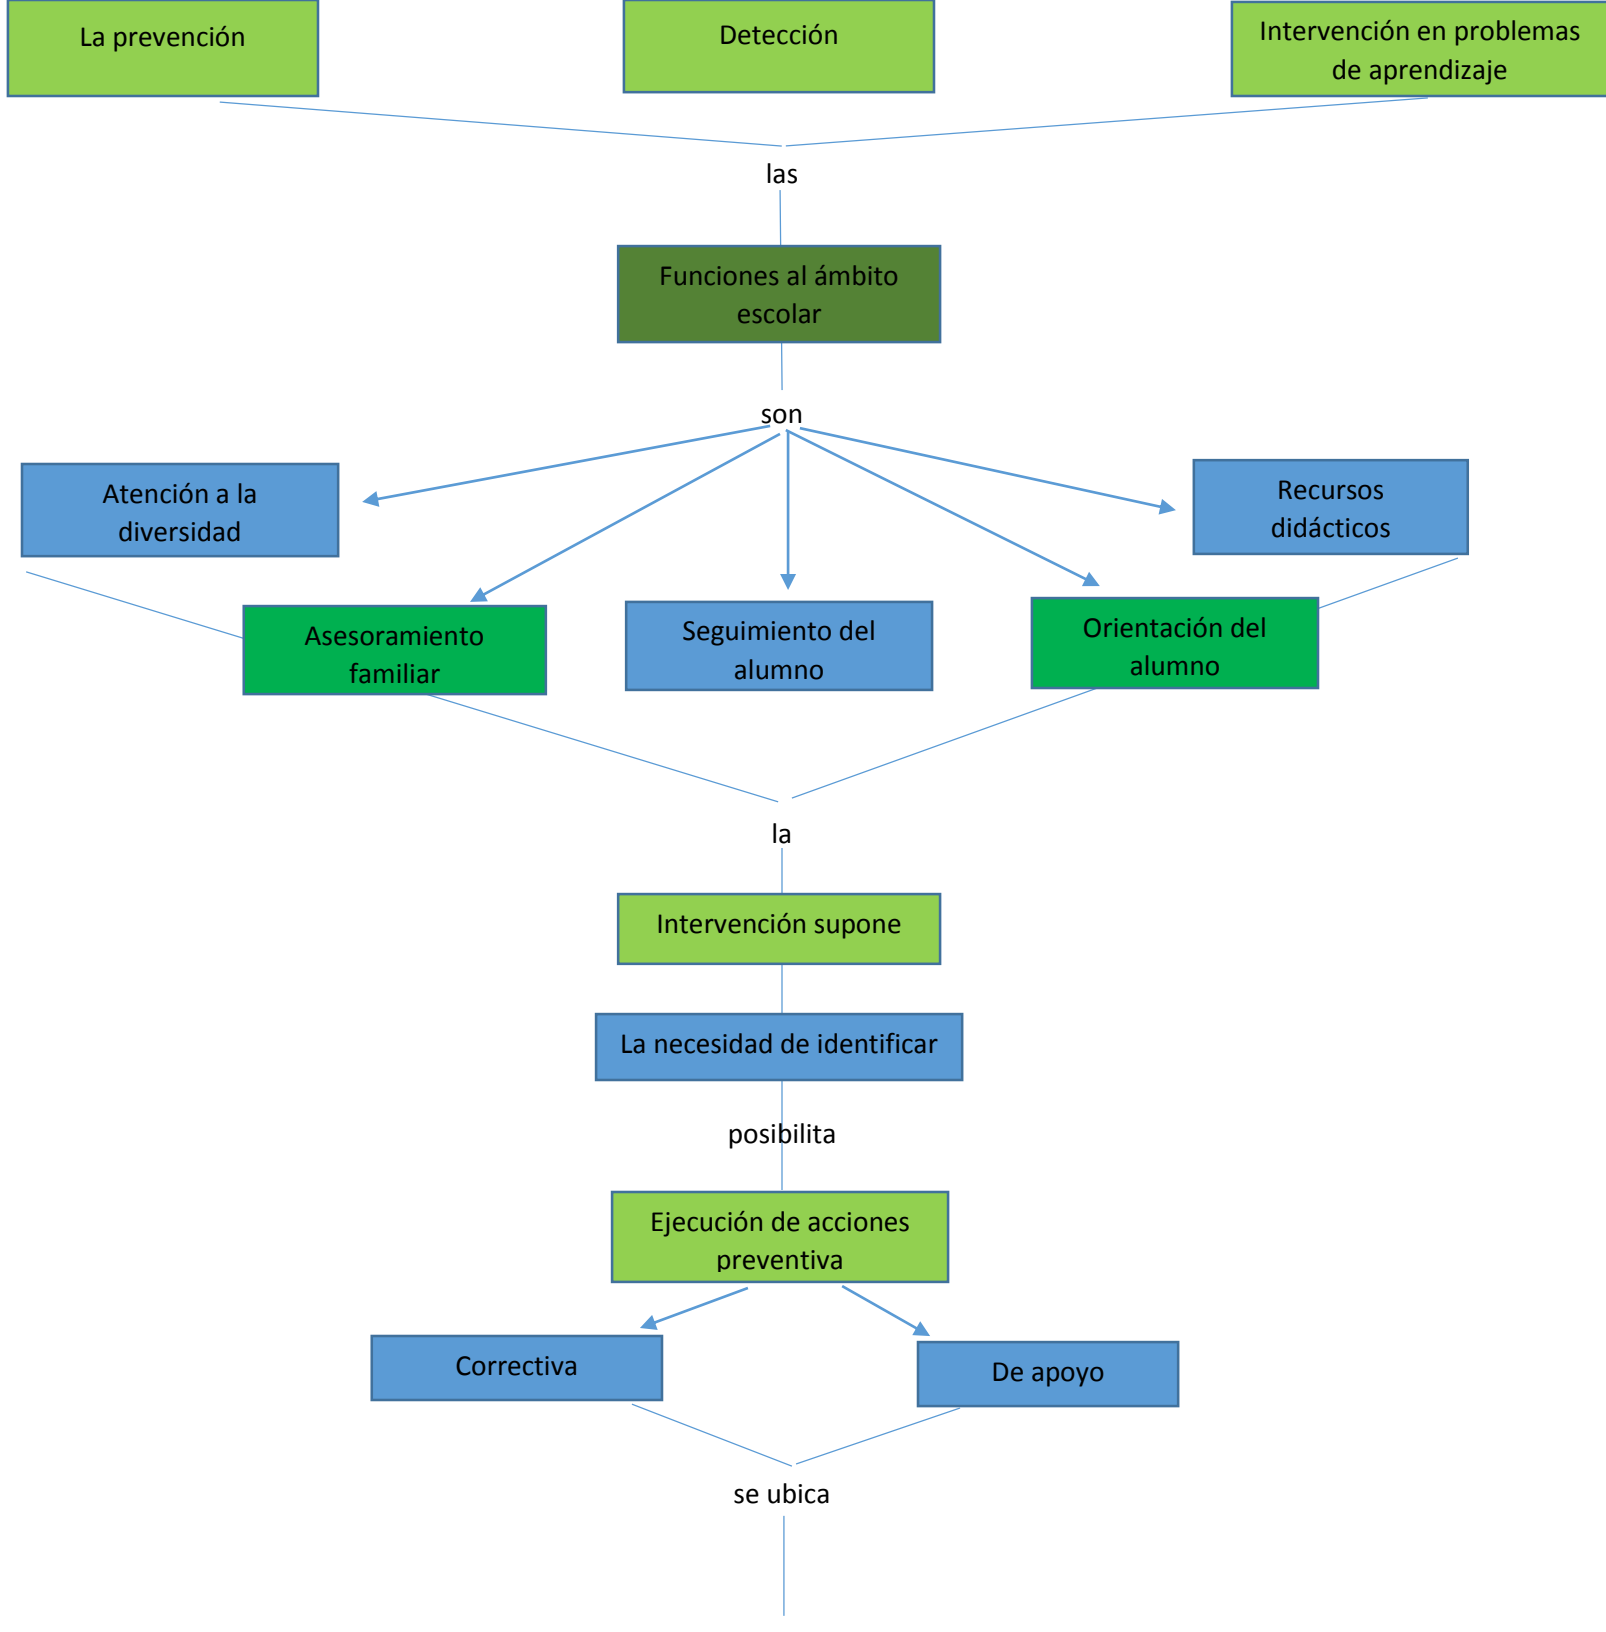 La prevención
Detección
Intervención en problemas
de aprendizaje
las
Funciones al ámbito
escolar
son
Atención a la
diversidad
Recursos
didácticos
Asesoramiento
familiar
Seguimiento del
alumno
Orientación del
alumno
la
Intervención supone
La necesidad de identificar
posibilita
Ejecución de acciones
preventiva
Correctiva
De apoyo
se ubica